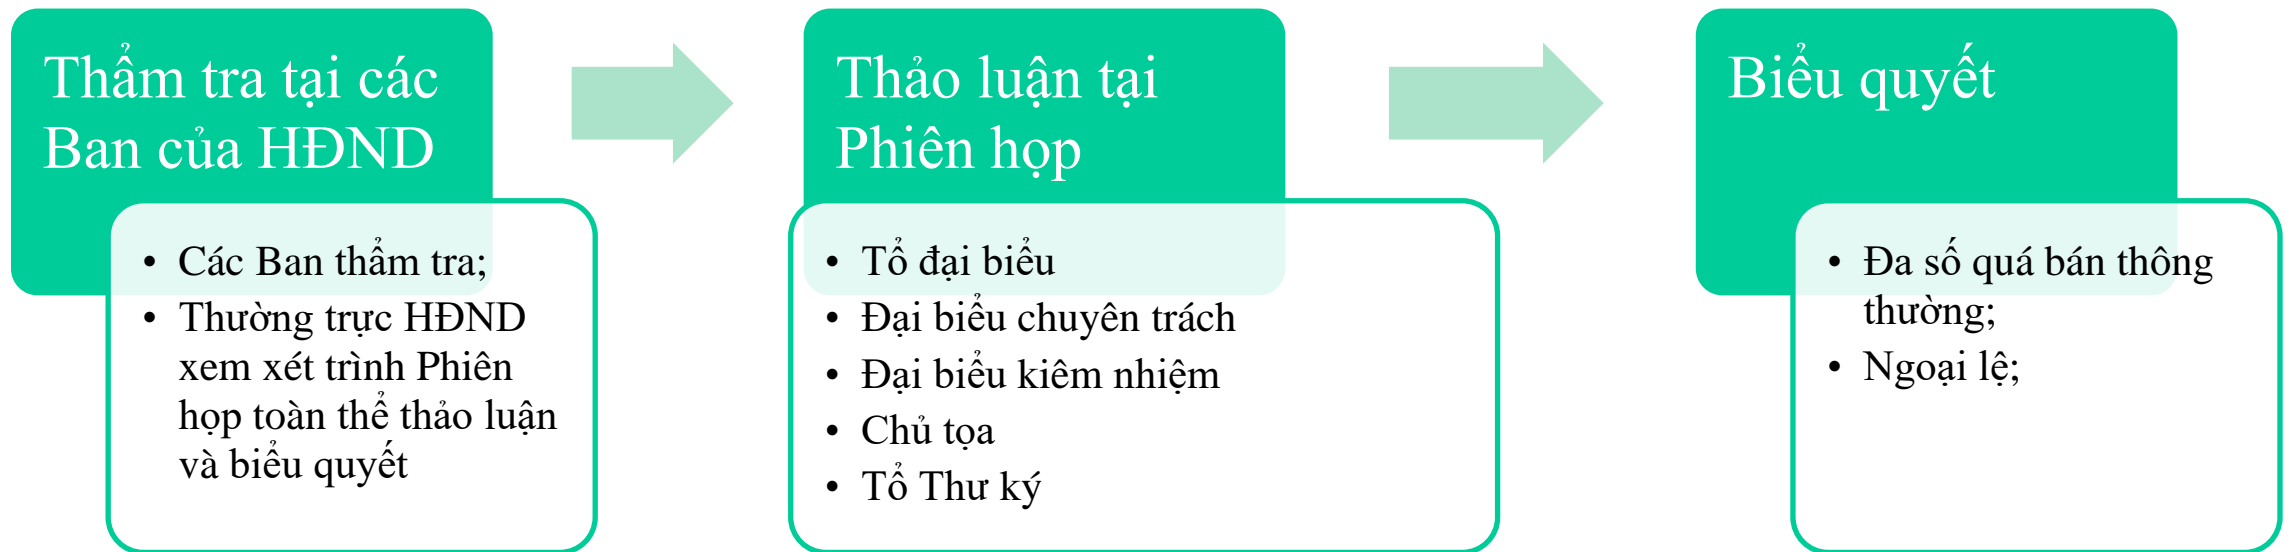 Thẩm tra tại các
Ban của HĐND
• Các Ban thẩm tra;
• Thường trực HĐND
xem xét trình Phiên
họp toàn thể thảo luận
và biểu quyết
Thảo luận tại
Phiên họp
• Tổ đại biểu
• Đại biểu chuyên trách
• Đại biểu kiêm nhiệm
• Chủ tọa
• Tổ Thư ký
Biểu quyết
• Đa số quá bán thông
thường;
• Ngoại lệ;